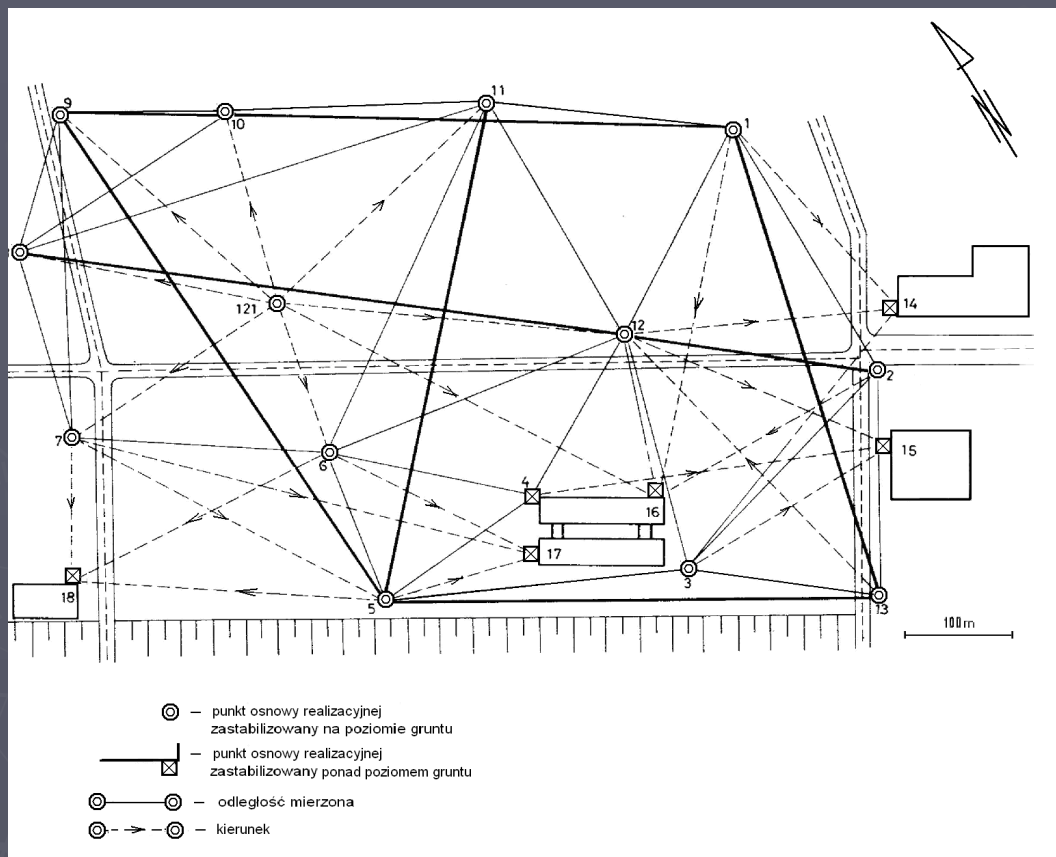 11
9
10
1
14
121
12
2
7
6
15
4
16
17
3
18
5
13
100m
– punkt osnowy realizacyjnej
zastabilizowany na poziomie gruntu
– punkt osnowy realizacyjnej
zastabilizowany ponad poziomem gruntu
– odległość mierzona
– kierunek